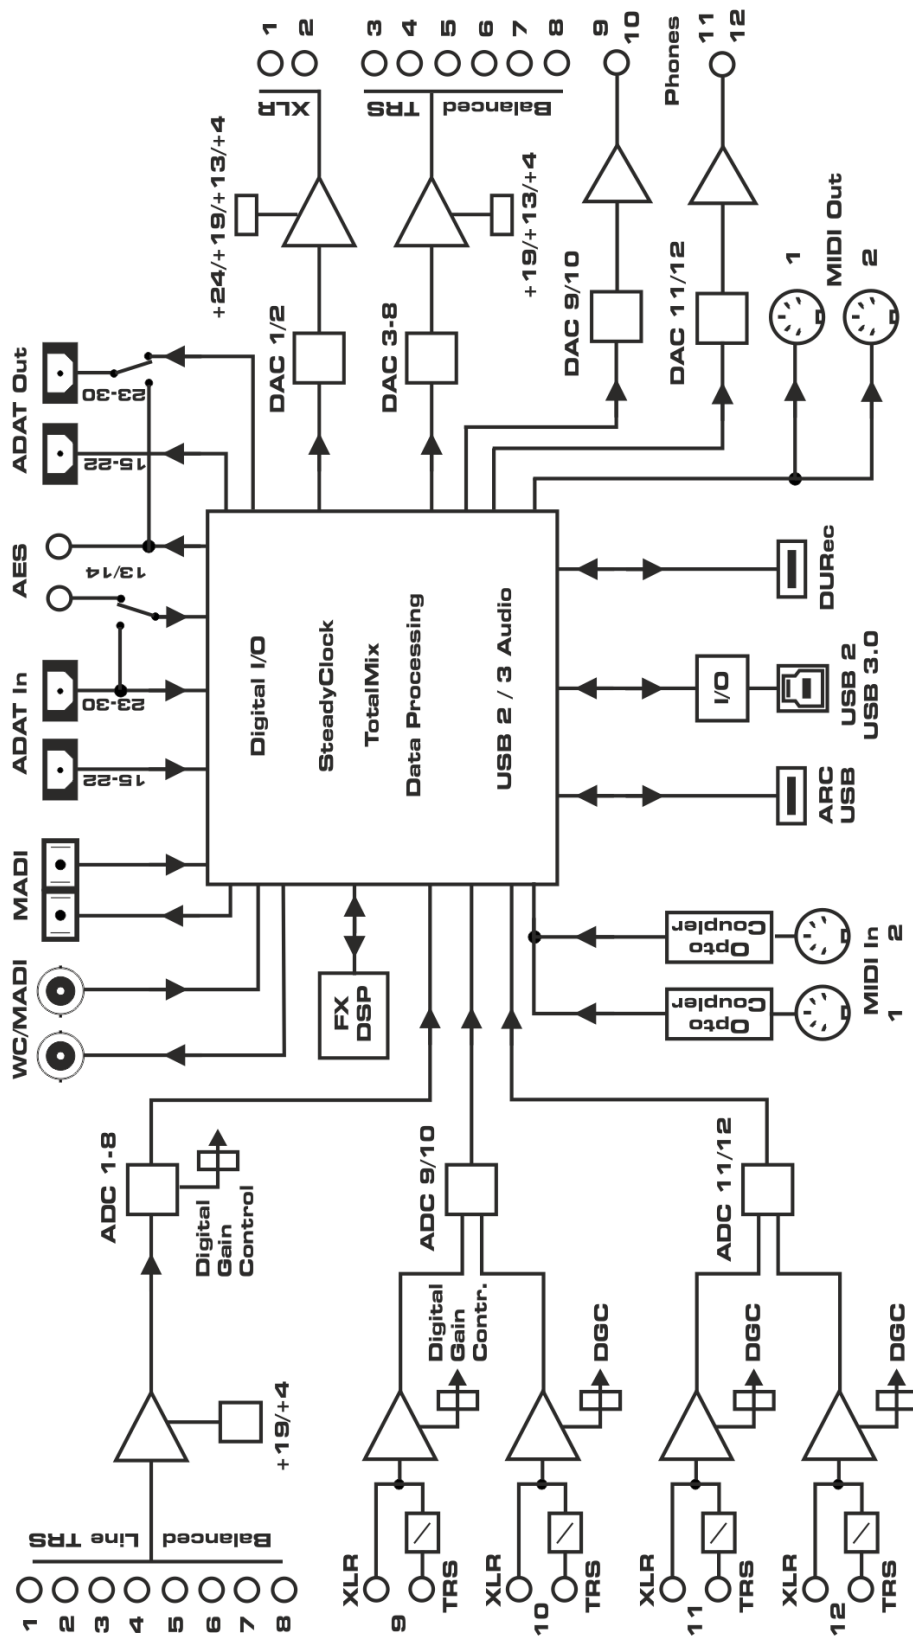 1
2
3
4
5
6
7
8
Balanced Line TRS
+19/+4
ADC 1-8
Digital
Gain
Control
XLR
9
TRS
Digital
Gain
Contr.
XLR
10
TRS
DGC
ADC 9/10
XLR
11
TRS
DGC
XLR
12
TRS
DGC
ADC 11/12
WC/MADI
MADI
ADAT In
15-22
23-30
AES
13/14
ADAT Out
15-22
23-30
FX
DSP
Digital I/O
SteadyClock
TotalMix
Data Processing
USB 2 / 3 Audio
Opto
Coupler
Opto
Coupler
1
2
MIDI In
ARC
USB
I/O
USB 2
USB 3.0
DURec
DAC 1/2
+24/+19/+13/+4
XLR
1
2
DAC 3-8
+19/+13/+4
Balanced TRS
3
4
5
6
7
8
DAC 9/10
9
10
Phones
DAC 11/12
11
12
1
MIDI Out
2